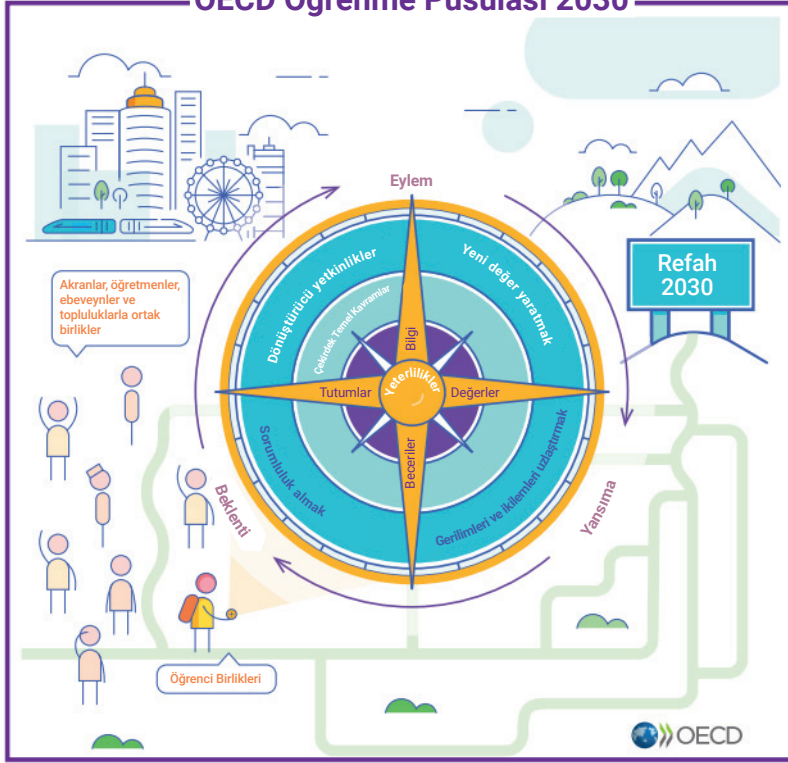 OECD Öğrenme Pusulası 2030
Eylem
Refah
2030
Akranlar, öğretmenler,
ebeveynler ve
topluluklarla ortak
birlikler
Dönüştürücü yetkinlikler
Yeni değer yaratmak
Çekirdek Temel Kavramlar
Bilgi
Tutumlar
Yeterlilikler
Değerler
Beceriler
Sorumluluk almak
Gerilimleri ve ikilemleri uzlaştırmak
Beklenti
Yansıma
Öğrenci Birlikleri
OECD